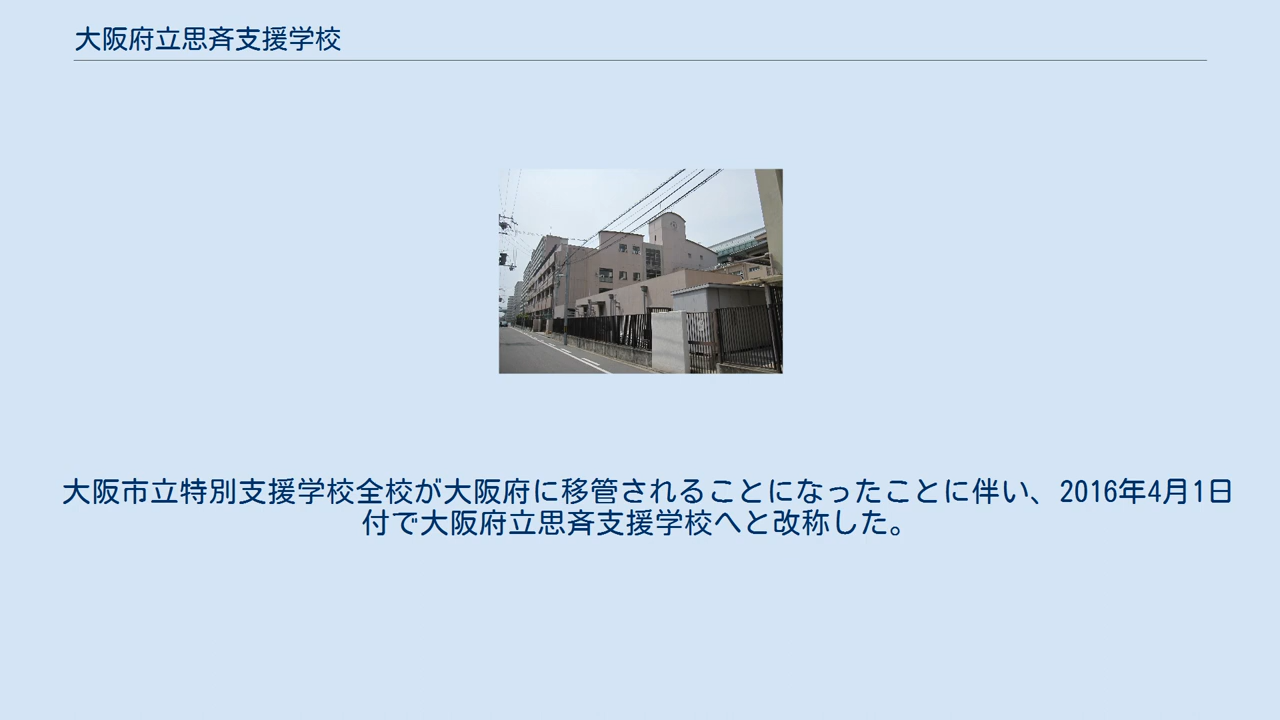 大阪府立思斉支援学校
大阪市立特別支援学校全校が大阪府に移管されることになったことに伴い、2016年4月1日
付で大阪府立思斉支援学校へと改称した。